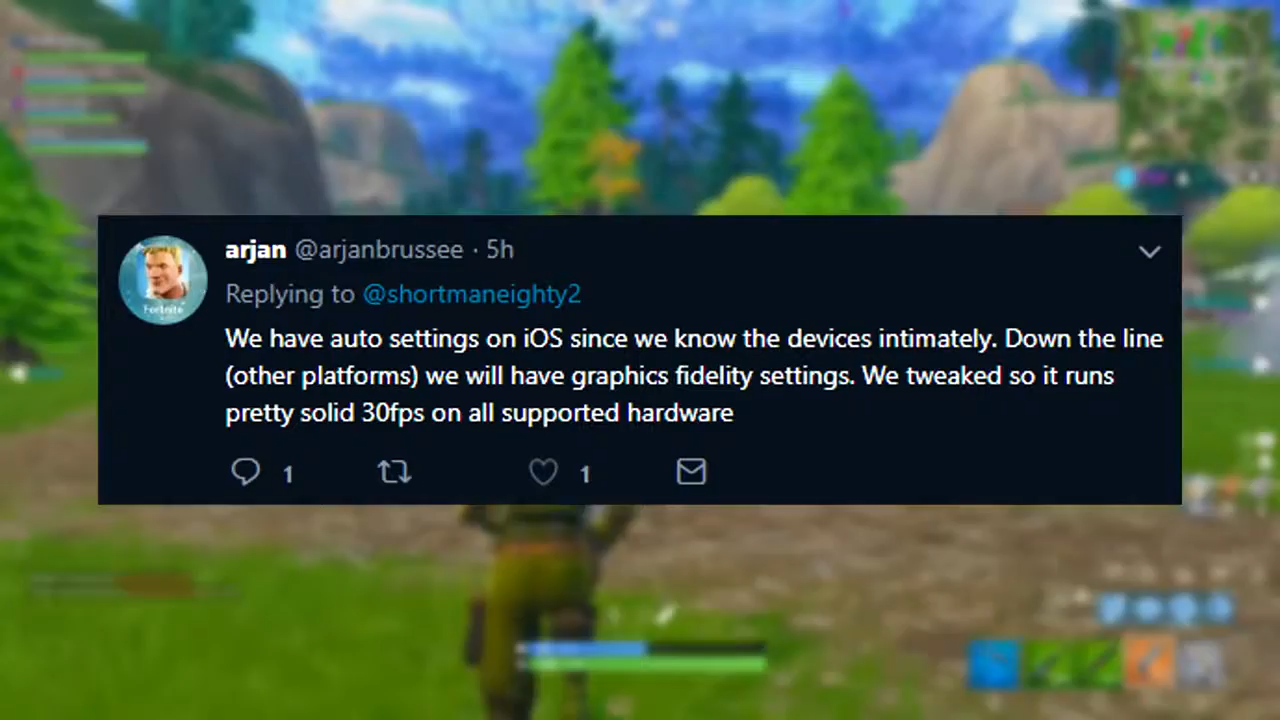 arjan @arjanbrussee · 5h
Replying to @shortmaneighty2
We have auto settings on iOS since we know the devices intimately. Down the line
(other platforms) we will have graphics fidelity settings. We tweaked so it runs
pretty solid 30fps on all supported hardware
1 1
Fortnite